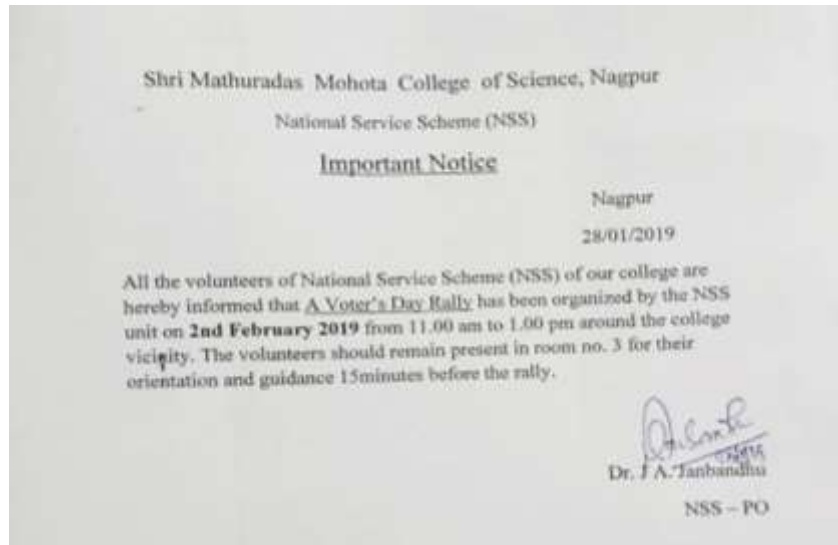 Shri Mathuradas Mohota College of Science, Nagpur
National Service Scheme (NSS)
Important Notice
Nagpur
28/01/2019
All the volunteers of National Service Scheme (NSS) of our college are
hereby informed that A Voter's Day Rally has been organized by the NSS
unit on 2nd February 2019 from 11.00 am to 1.00 pm around the college
vicinity. The volunteers should remain present in room no. 3 for their
orientation and guidance 15minutes before the rally.
Dr. J A. Tanbandhu
NSS – PO